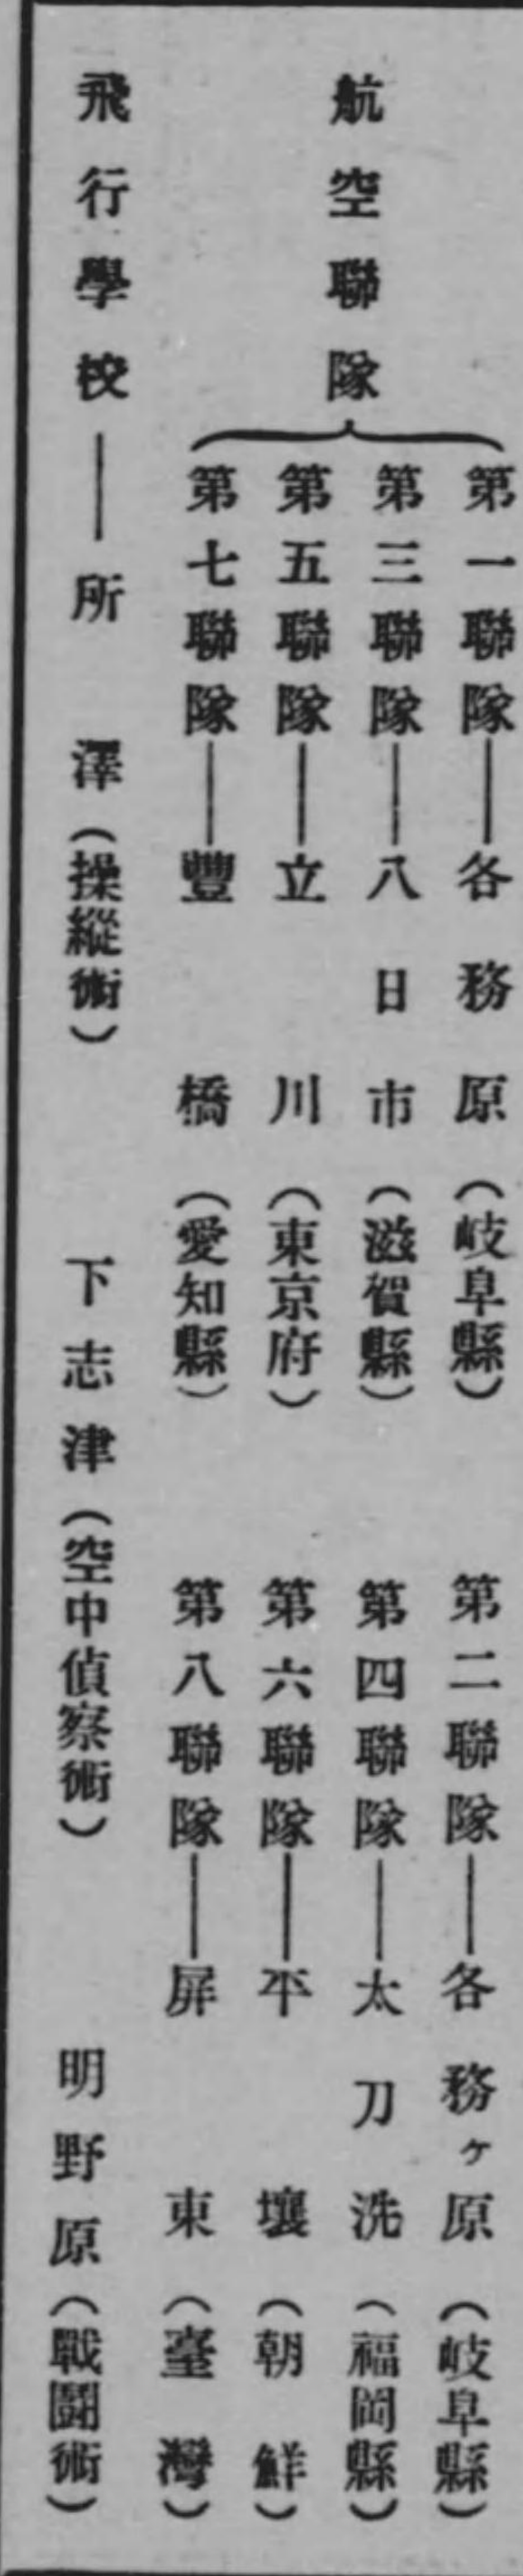 航空聯隊
第一聯隊――各務原（岐阜縣）　第二聯隊――各務ヶ原（岐阜縣）
第三聯隊――八日市（滋賀縣）　第四聯隊――太刀洗（福岡縣）
第五聯隊――立川（東京府）　第六聯隊――平壤（朝鮮）
第七聯隊――豐橋（愛知縣）　第八聯隊――屏東（臺灣）
飛行學校――所澤（操縱術）　下志津（空中偵察術）　明野原（戰鬪術）